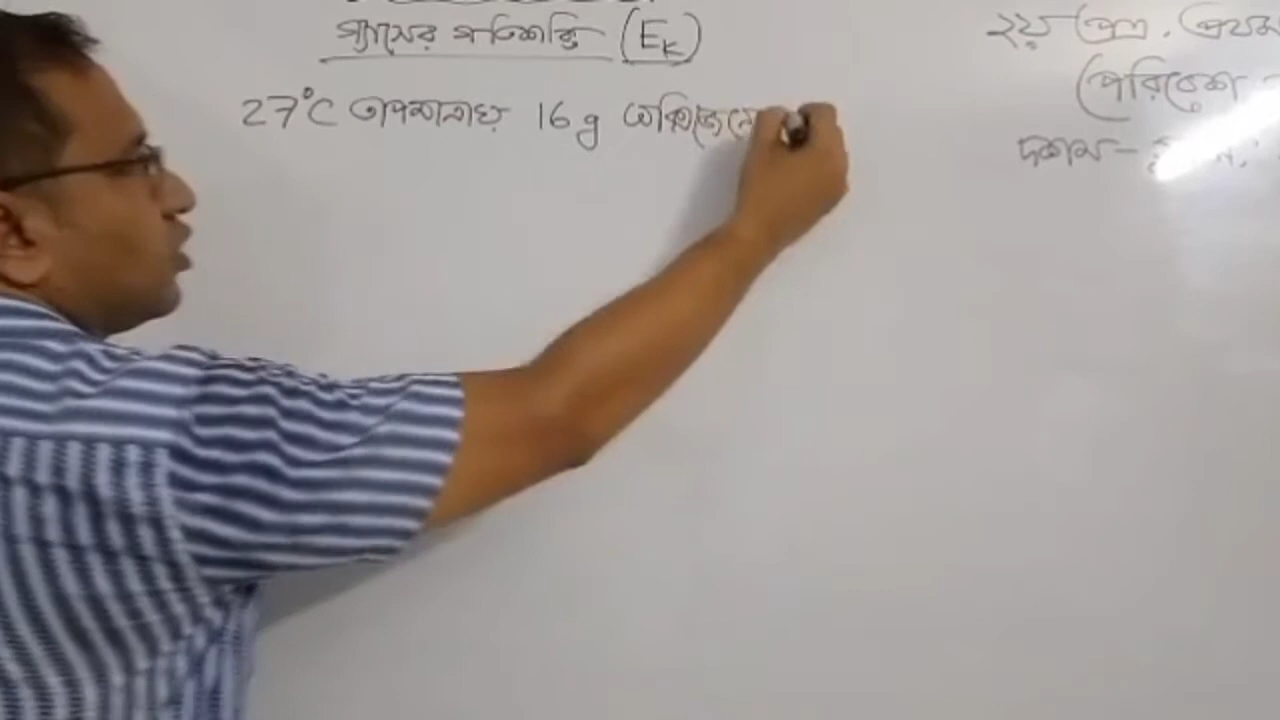 গ্যাসের গতিশক্তি (Eₖ)
27°C তাপমাত্রায় 16 g অক্সিজেনে
২য় পত্র, প্রথম
(পরিবেশ
দশম –